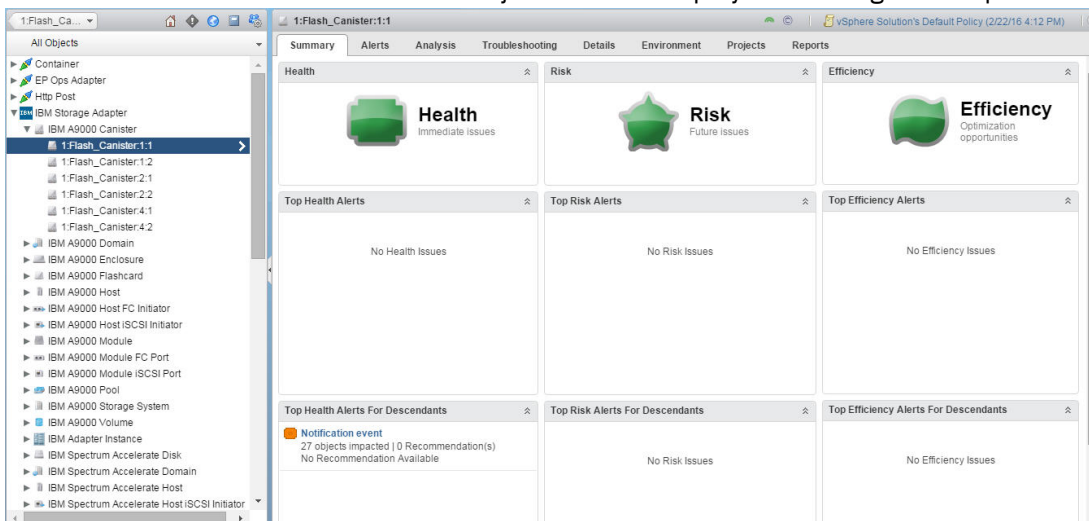 1:Flash_Ca...
1:Flash_Canister:1:1
vSphere Solution's Default Policy (2/22/16 4:12 PM)
All Objects
Container
EP Ops Adapter
Http Post
IBM
IBM Storage Adapter
IBM A9000 Canister
1:Flash_Canister:1:1
1:Flash_Canister:1:2
1:Flash_Canister:2:1
1:Flash_Canister:2:2
1:Flash_Canister:4:1
1:Flash_Canister:4:2
IBM A9000 Domain
IBM A9000 Enclosure
IBM A9000 Flashcard
IBM A9000 Host
IBM A9000 Host FC Initiator
IBM A9000 Host iSCSI Initiator
IBM A9000 Module
IBM A9000 Module FC Port
IBM A9000 Module iSCSI Port
IBM A9000 Pool
IBM A9000 Storage System
IBM A9000 Volume
IBM Adapter Instance
IBM Spectrum Accelerate Disk
IBM Spectrum Accelerate Domain
IBM Spectrum Accelerate Host
IBM Spectrum Accelerate Host iSCSI Initiator
Summary Alerts Analysis Troubleshooting Details Environment Projects Reports
Health
Health
Immediate issues
Risk
Risk
Future issues
Efficiency
Efficiency
Optimization
opportunities
Top Health Alerts
No Health Issues
Top Risk Alerts
No Risk Issues
Top Efficiency Alerts
No Efficiency Issues
Top Health Alerts For Descendants
Notification event
27 objects impacted | 0 Recommendation(s)
No Recommendation Available
Top Risk Alerts For Descendants
No Risk Issues
Top Efficiency Alerts For Descendants
No Efficiency Issues